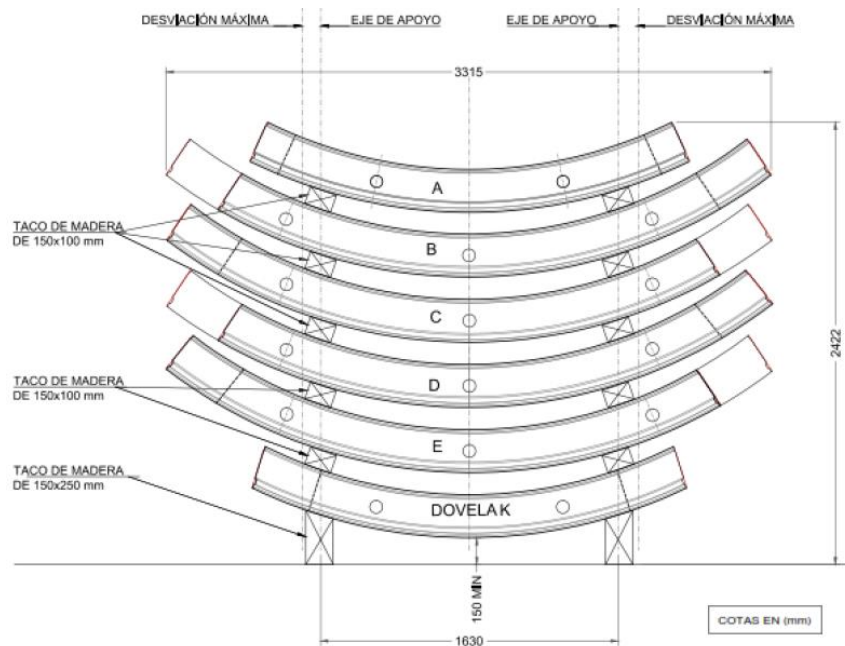 DESVIACIÓN MÁXIMA
EJE DE APOYO
EJE DE APOYO
DESVIACIÓN MÁXIMA
3315
A
B
TACO DE MADERA
DE 150x100 mm
C
2422
D
TACO DE MADERA
DE 150x100 mm
E
TACO DE MADERA
DE 150x250 mm
DOVELA K
150 MIN
COTAS EN (mm)
1630